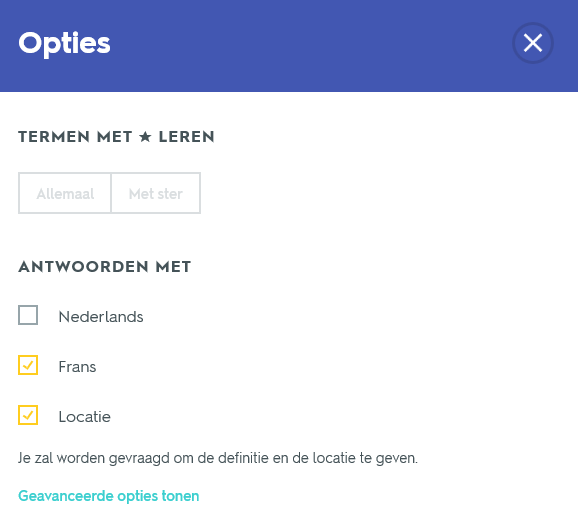 Opties
TERMEN MET ★ LEREN
Allemaal Met ster
ANTWOORDEN MET
Nederlands
Frans
Locatie
Je zal worden gevraagd om de definitie en de locatie te geven.
Geavanceerde opties tonen